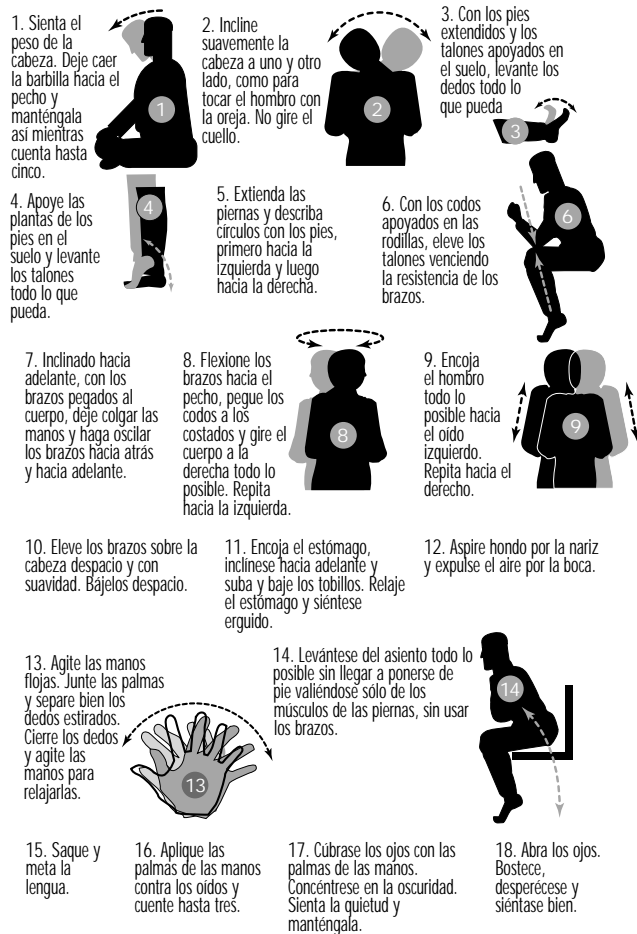 1. Sienta el
peso de la
cabeza. Deje caer
la barbilla hacia el
pecho y
manténgala
así mientras
cuenta hasta
cinco.
1
2. Incline
suavemente la
cabeza a uno y otro
lado, como para
tocar el hombro con
la oreja. No gire el
cuello.
2
3. Con los pies
extendidos y los
talones apoyados en
el suelo, levante los
dedos todo lo
que pueda
3
4. Apoye las
plantas de los
pies en el
suelo y levante
los talones
todo lo que
pueda.
4
5. Extienda las
piernas y describa
círculos con los pies,
primero hacia la
izquierda y luego
hacia la derecha.
6. Con los codos
apoyados en las
rodillas, eleve los
talones venciendo
la resistencia de los
brazos.
6
7. Inclinado hacia
adelante, con los
brazos pegados al
cuerpo, deje colgar las
manos y haga oscilar
los brazos hacia atrás
y hacia adelante.
8. Flexione los
brazos hacia el
pecho, pegue los
codos a los
costados y gire el
cuerpo a la
derecha todo lo
posible. Repita
hacia la izquierda.
8
9. Encoja
el hombro
todo lo
posible hacia
el oído
izquierdo.
Repita hacia el
derecho.
9
10. Eleve los brazos sobre la
cabeza despacio y con
suavidad. Bájelos despacio.
11. Encoja el estómago,
inclínese hacia adelante y
suba y baje los tobillos. Relaje
el estómago y siéntese
erguido.
12. Aspire hondo por la nariz
y expulse el aire por la boca.
13. Agite las manos
flojas. Junte las palmas
y separe bien los
dedos estirados.
Cierre los dedos
y agite las
manos para
relajarlas.
13
14. Levántese del asiento todo lo
posible sin llegar a ponerse de
pie valiéndose sólo de los
músculos de las piernas, sin usar
los brazos.
14
15. Saque y
meta la
lengua.
16. Aplique las
palmas de las manos
contra los oídos y
cuente hasta tres.
17. Cúbrase los ojos con las
palmas de las manos.
Concéntrese en la oscuridad.
Sienta la quietud y
manténgala.
18. Abra los ojos.
Bostece,
desperécese y
siéntase bien.